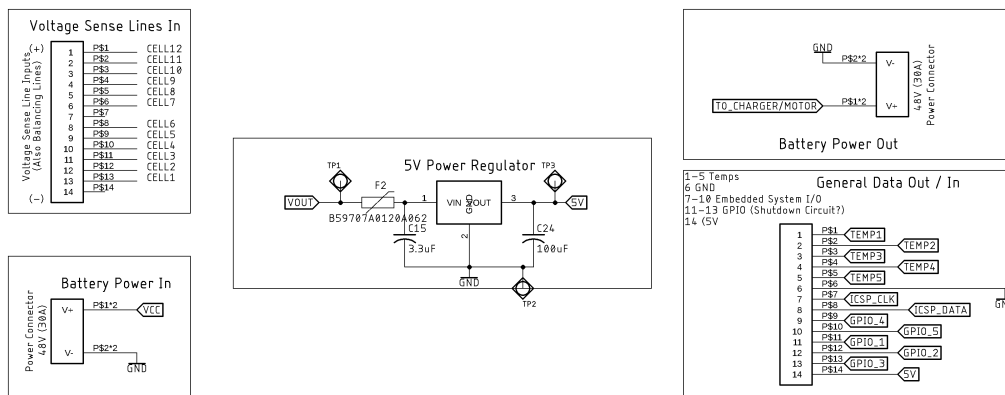 Voltage Sense Lines In
Voltage Sense Line Inputs
(Also Balancing Lines)
(+)
(-)
1 P$1 CELL12
2 P$2 CELL11
3 P$3 CELL10
4 P$4 CELL9
5 P$5 CELL8
6 P$6 CELL7
7 P$7
8 P$8 CELL6
9 P$9 CELL5
10 P$10 CELL4
11 P$11 CELL3
12 P$12 CELL2
13 P$13 CELL1
14 P$14
Battery Power In
Power Connector
48V (30A)
V+ P$1*2 VCC
V- P$2*2
GND
5V Power Regulator
TP1
TP3
F2
VOUT
B59707A0120A062
1 VIN VOUT 3
GND
2
5V
C15
3.3uF
C24
100uF
GND
TP2
GND
P$2*2 V-
TO_CHARGER/MOTOR P$1*2 V+
48V (30A)
Power Connector
Battery Power Out
General Data Out / In
1-5 Temps
6 GND
7-10 Embedded System I/O
11-13 GPIO (Shutdown Circuit?)
14 (5V
1 P$1 TEMP1
2 P$2 TEMP2
3 P$3 TEMP3
4 P$4 TEMP4
5 P$5 TEMP5
6 P$6
7 P$7 ICSP_CLK
8 P$8 ICSP_DATA
9 P$9 GPIO_4
10 P$10 GPIO_5
11 P$11 GPIO_1
12 P$12 GPIO_2
13 P$13 GPIO_3
14 P$14 5V